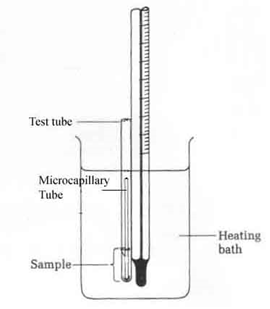 Test tube
Microcapillary
Tube
Heating
bath
Sample